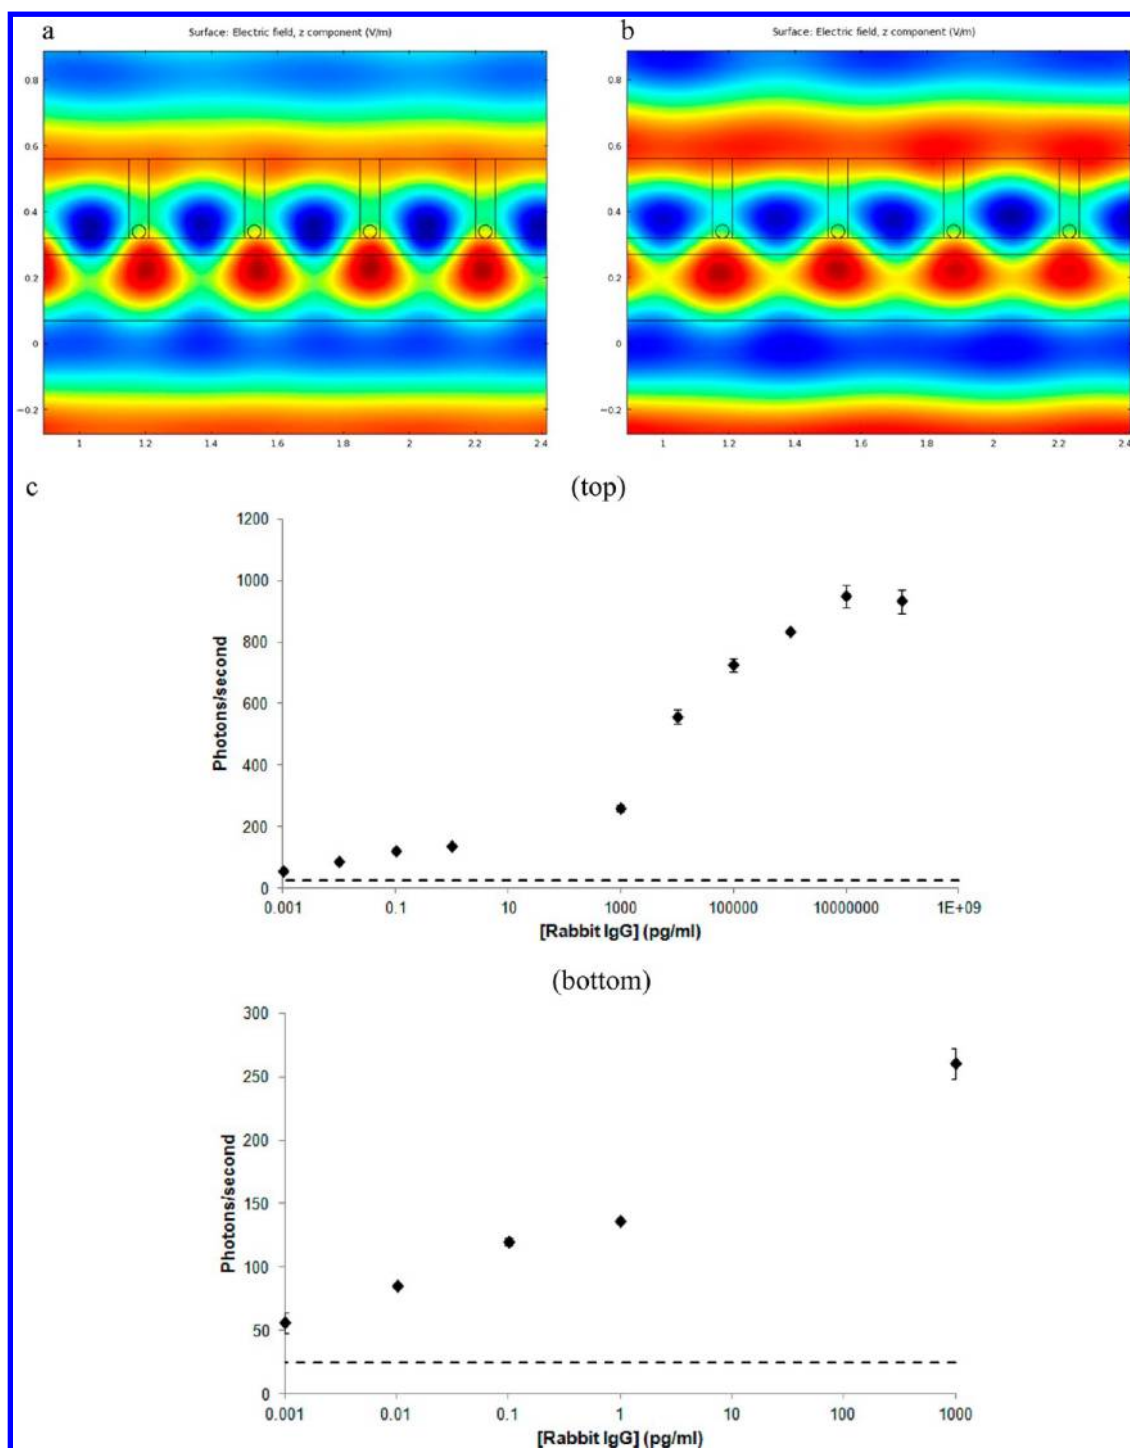 a
Surface: Electric field, z component (V/m)
b
Surface: Electric field, z component (V/m)
0.8
0.6
0.4
0.2
0
−0.2
1 1.2 1.4 1.6 1.8 2 2.2 2.4
0.8
0.6
0.4
0.2
0
−0.2
1 1.2 1.4 1.6 1.8 2 2.2 2.4
c
(top)
Photons/second
1200
1000
800
600
400
200
0
0.001 0.1 10 1000 100000 10000000 1E+09
[Rabbit IgG] (pg/ml)
(bottom)
Photons/second
300
250
200
150
100
50
0
0.001 0.01 0.1 1 10 100 1000
[Rabbit IgG] (pg/ml)